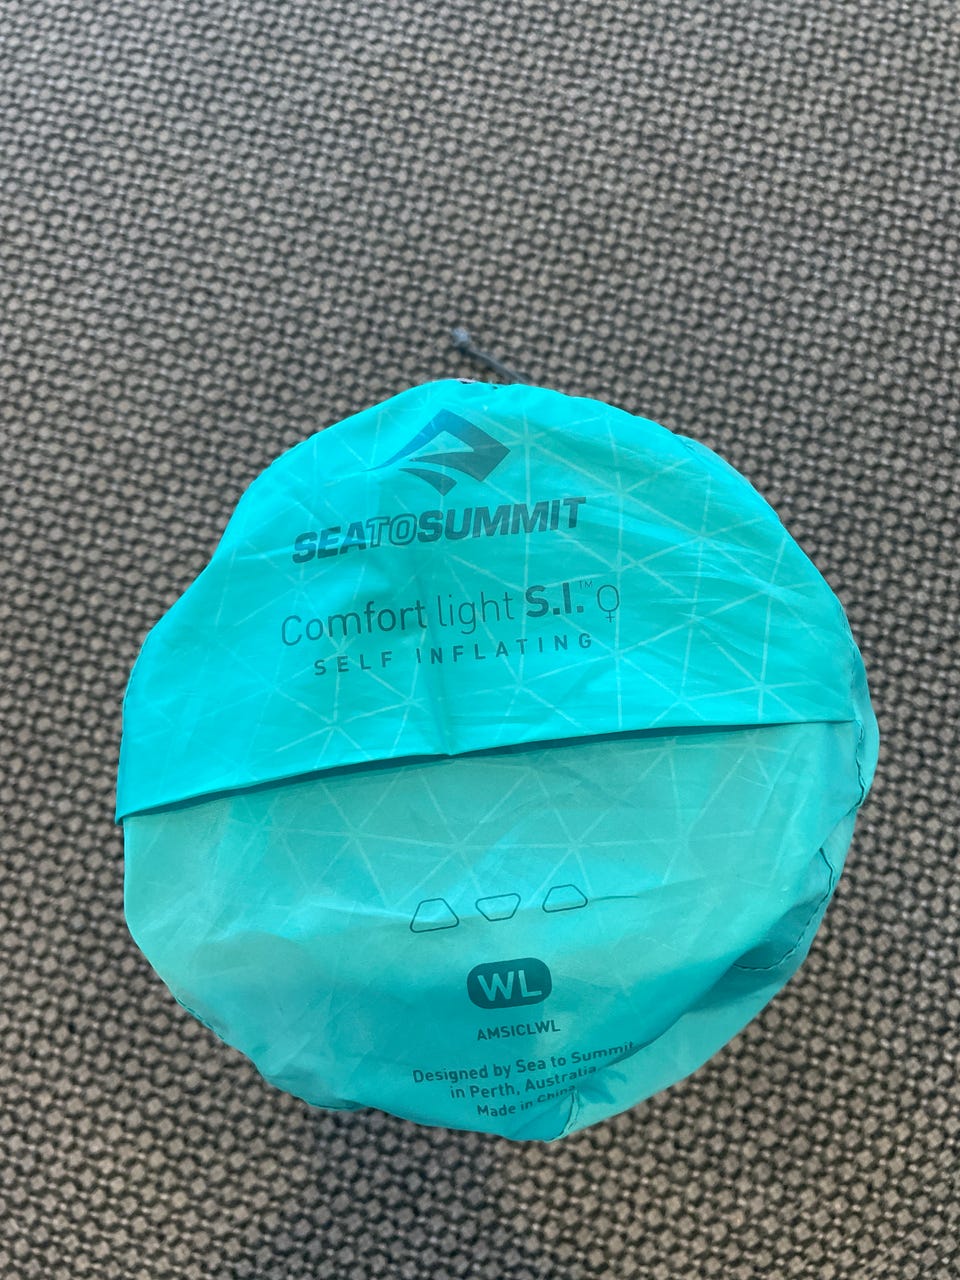 SEATOSUMMIT
Comfort light S.I.™ ♀
SELF INFLATING
WL
AMSICLWL
Designed by Sea to Summit
in Perth, Australia
Made in China